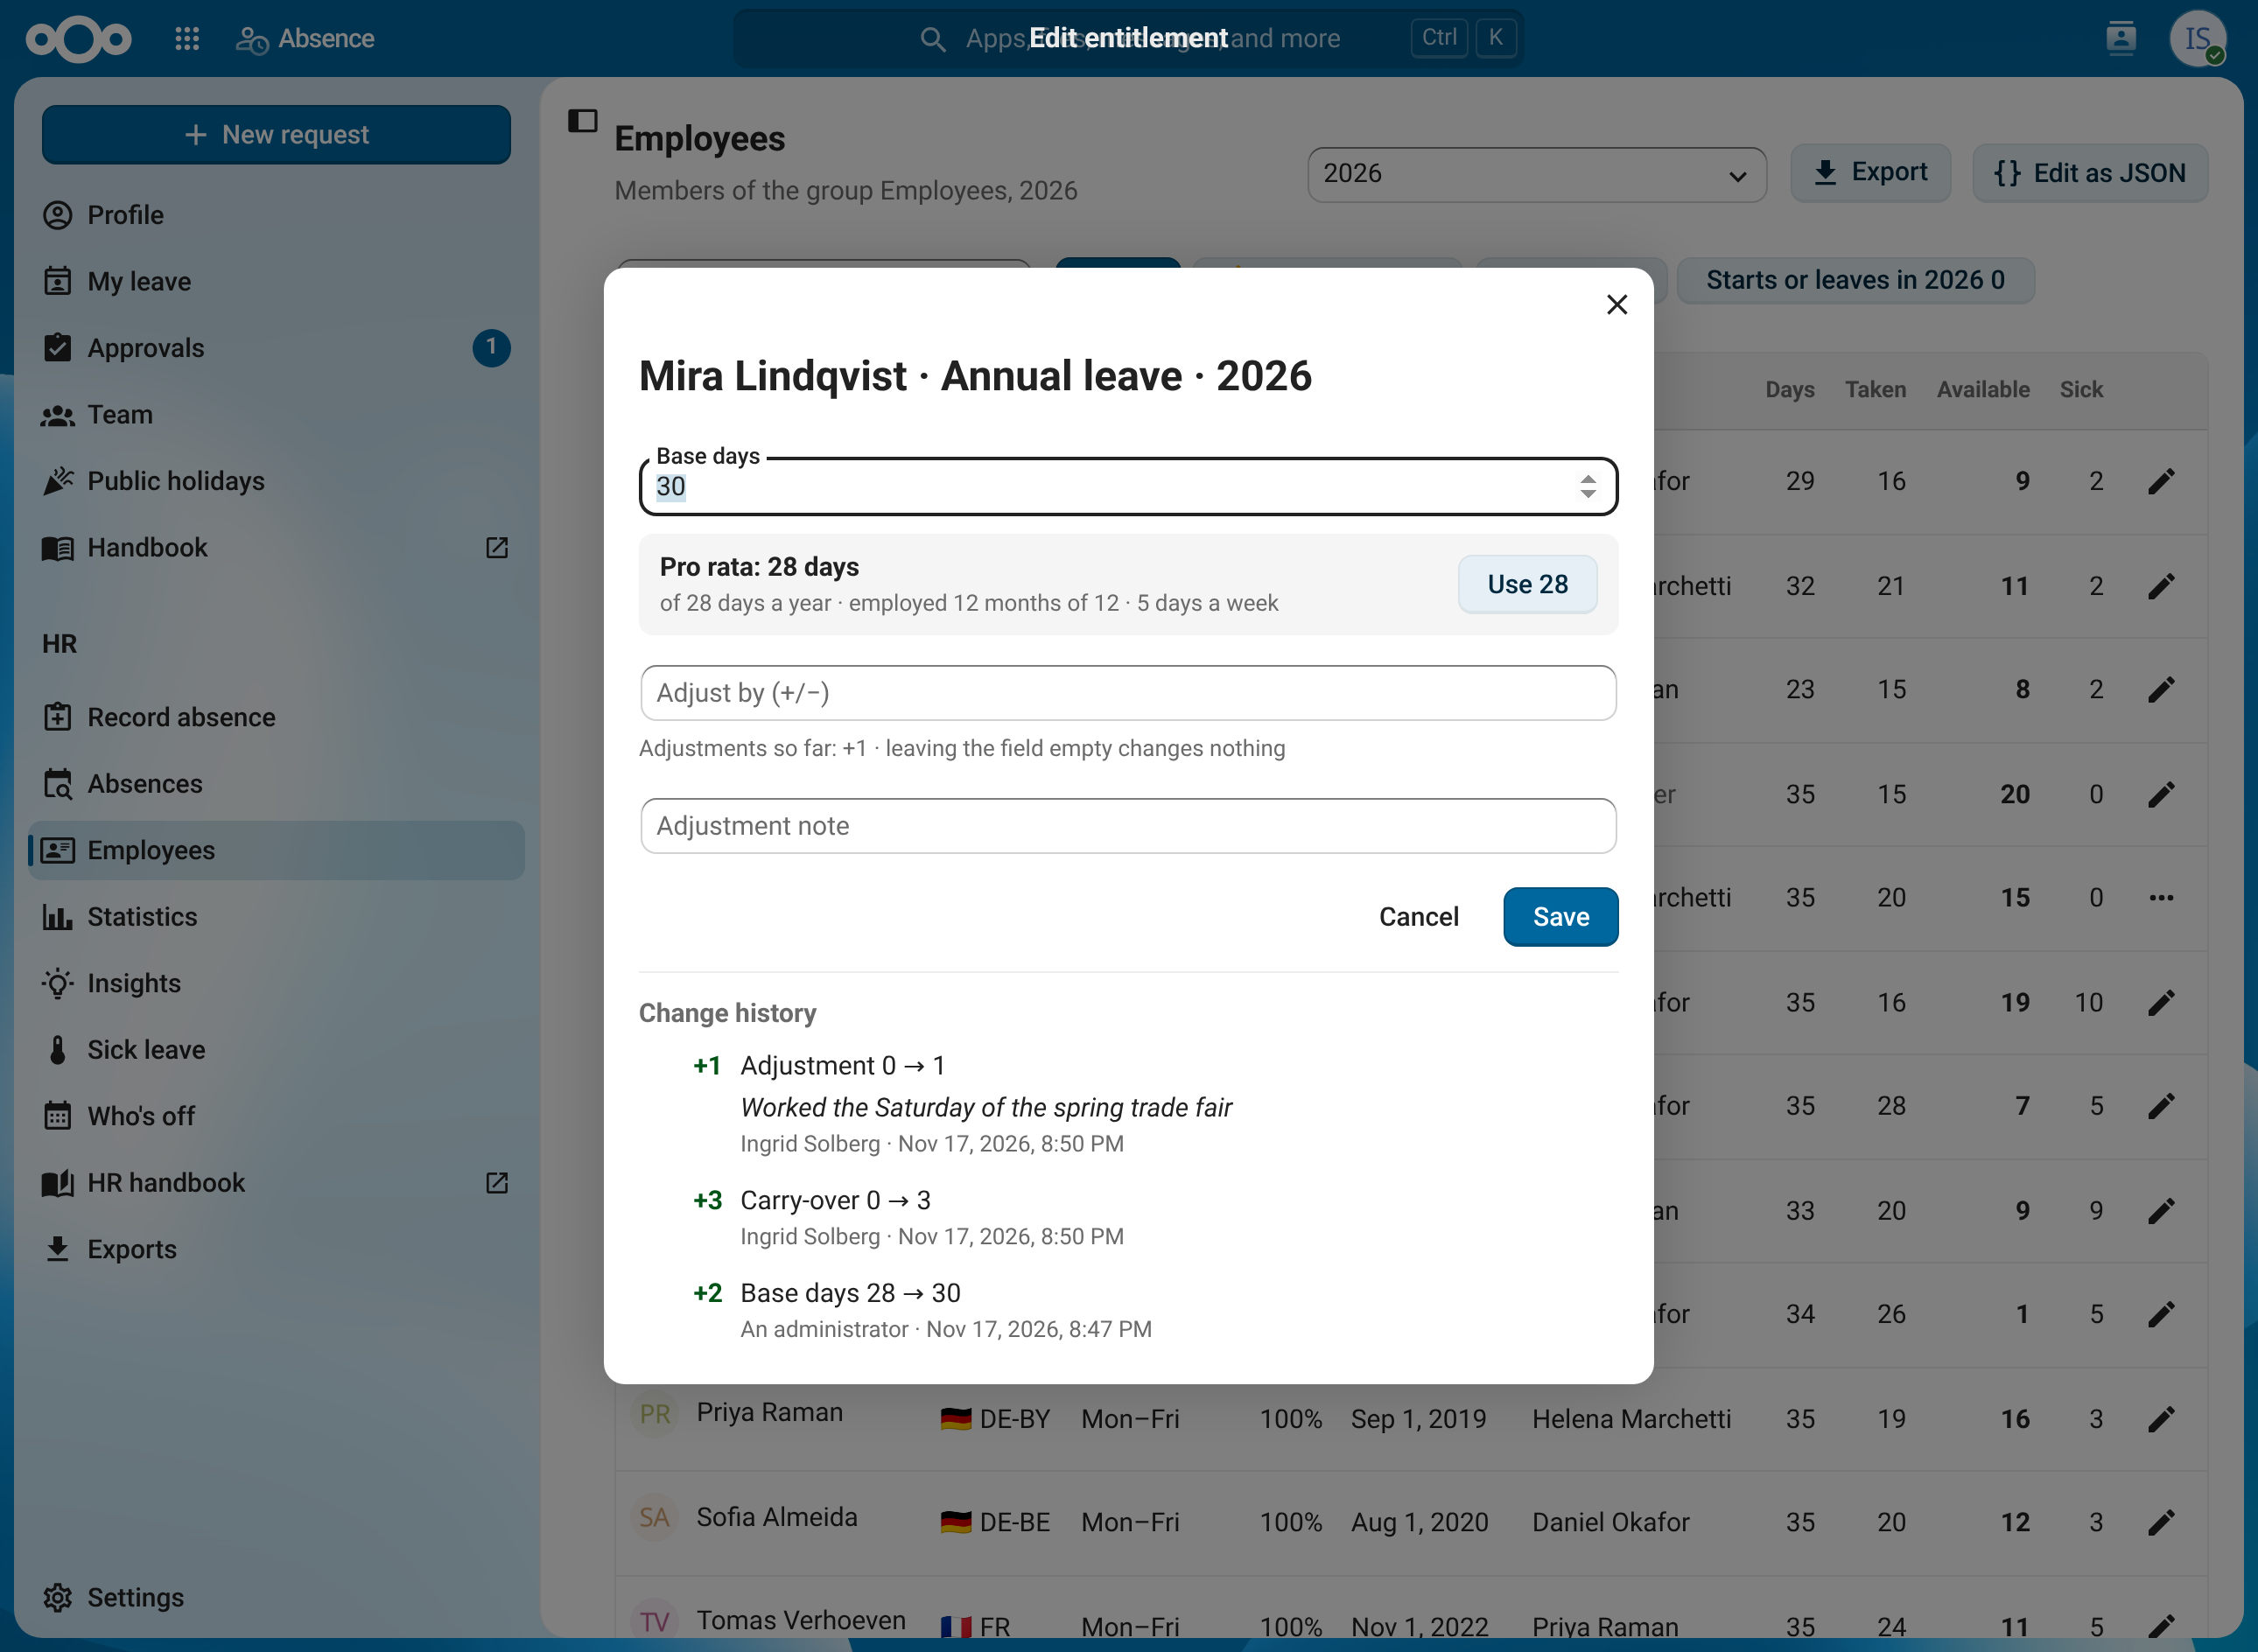 Absence
Apps, files, messages, and more
Edit entitlement
Ctrl K
IS
New request
Profile
My leave
Approvals 1
Team
Public holidays
Handbook
HR
Record absence
Absences
Employees
Statistics
Insights
Sick leave
Who's off
HR handbook
Exports
Settings
Employees
Members of the group Employees, 2026
2026
Export
{} Edit as JSON
Starts or leaves in 2026 0
Days Taken Available Sick
afor 29 16 9 2
archetti 32 21 11 2
an 23 15 8 2
er 35 15 20 0
archetti 35 20 15 0
afor 35 16 19 10
afor 35 28 7 5
an 33 20 9 9
afor 34 26 1 5
PR Priya Raman DE-BY Mon–Fri 100% Sep 1, 2019 Helena Marchetti 35 19 16 3
SA Sofia Almeida DE-BE Mon–Fri 100% Aug 1, 2020 Daniel Okafor 35 20 12 3
TV Tomas Verhoeven FR Mon–Fri 100% Nov 1, 2022 Priya Raman 35 24 11 5
Mira Lindqvist · Annual leave · 2026
Base days
30
Pro rata: 28 days
of 28 days a year · employed 12 months of 12 · 5 days a week
Use 28
Adjust by (+/−)
Adjustments so far: +1 · leaving the field empty changes nothing
Adjustment note
Cancel
Save
Change history
+1 Adjustment 0 → 1
Worked the Saturday of the spring trade fair
Ingrid Solberg · Nov 17, 2026, 8:50 PM
+3 Carry-over 0 → 3
Ingrid Solberg · Nov 17, 2026, 8:50 PM
+2 Base days 28 → 30
An administrator · Nov 17, 2026, 8:47 PM